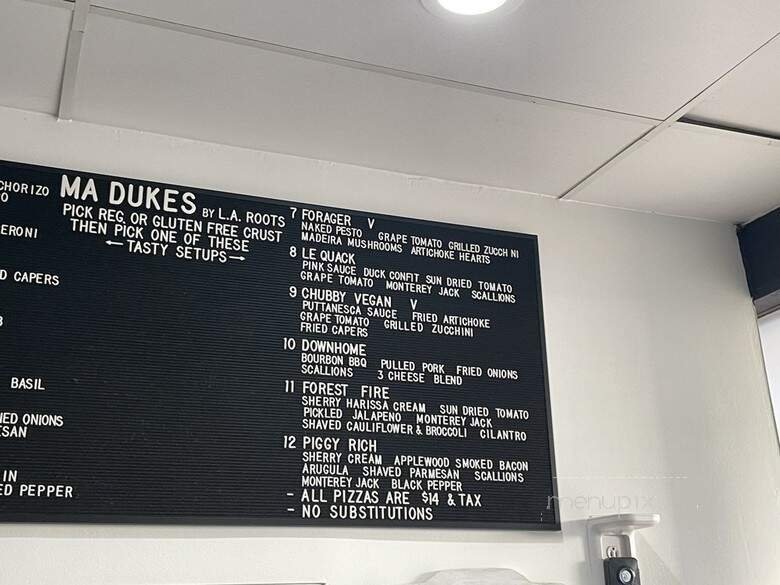 CHORIZO
O
ERONI
D CAPERS
B
BASIL
IED ONIONS
ESAN
IN
ED PEPPER
MA DUKES BY L.A. ROOTS
PICK REG. OR GLUTEN FREE CRUST
THEN PICK ONE OF THESE
←TASTY SETUPS→
7 FORAGER V
NAKED PESTO GRAPE TOMATO GRILLED ZUCCH NI
MADEIRA MUSHROOMS ARTICHOKE HEARTS
8 LE QUACK
PINK SAUCE DUCK CONFIT SUN DRIED TOMATO
GRAPE TOMATO MONTEREY JACK SCALLIONS
9 CHUBBY VEGAN V
PUTTANESCA SAUCE FRIED ARTICHOKE
GRAPE TOMATO GRILLED ZUCCHINI
FRIED CAPERS
10 DOWNHOME
BOURBON BBQ PULLED PORK FRIED ONIONS
SCALLIONS 3 CHEESE BLEND
11 FOREST FIRE
SHERRY HARISSA CREAM SUN DRIED TOMATO
PICKLED JALAPENO MONTEREY JACK
SHAVED CAULIFLOWER & BROCCOLI CILANTRO
12 PIGGY RICH
SHERRY CREAM APPLEWOOD SMOKED BACON
ARUGULA SHAVED PARMESAN SCALLIONS
MONTEREY JACK BLACK PEPPER
- ALL PIZZAS ARE $14 & TAX
- NO SUBSTITUTIONS
menupix